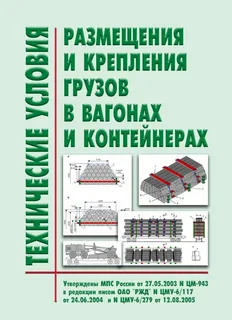 ТЕХНИЧЕСКИЕ УСЛОВИЯ
РАЗМЕЩЕНИЯ
И КРЕПЛЕНИЯ
ГРУЗОВ
В ВАГОНАХ
И КОНТЕЙНЕРАХ
Утверждены МПС России от 27.05.2003 N ЦМ-943
в редакции писем ОАО "РЖД" N ЦМУ-6/117
от 24.06.2004 и N ЦМУ-6/279 от 12.08.2005